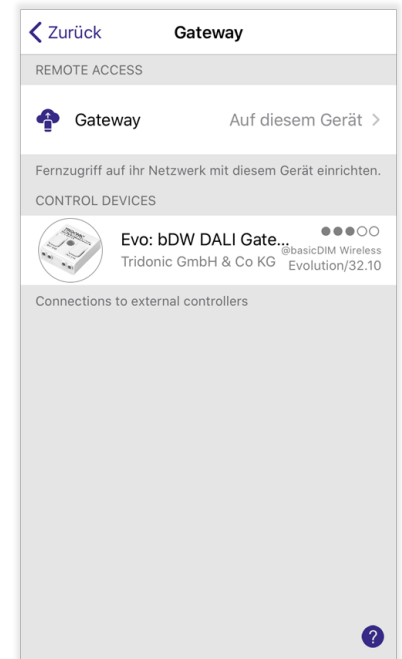 Zurück
Gateway
REMOTE ACCESS
Gateway
Auf diesem Gerät
Fernzugriff auf ihr Netzwerk mit diesem Gerät einrichten.
CONTROL DEVICES
Evo: bDW DALI Gate...
@basicDIM Wireless
Tridonic GmbH & Co KG
Evolution/32.10
Connections to external controllers
?